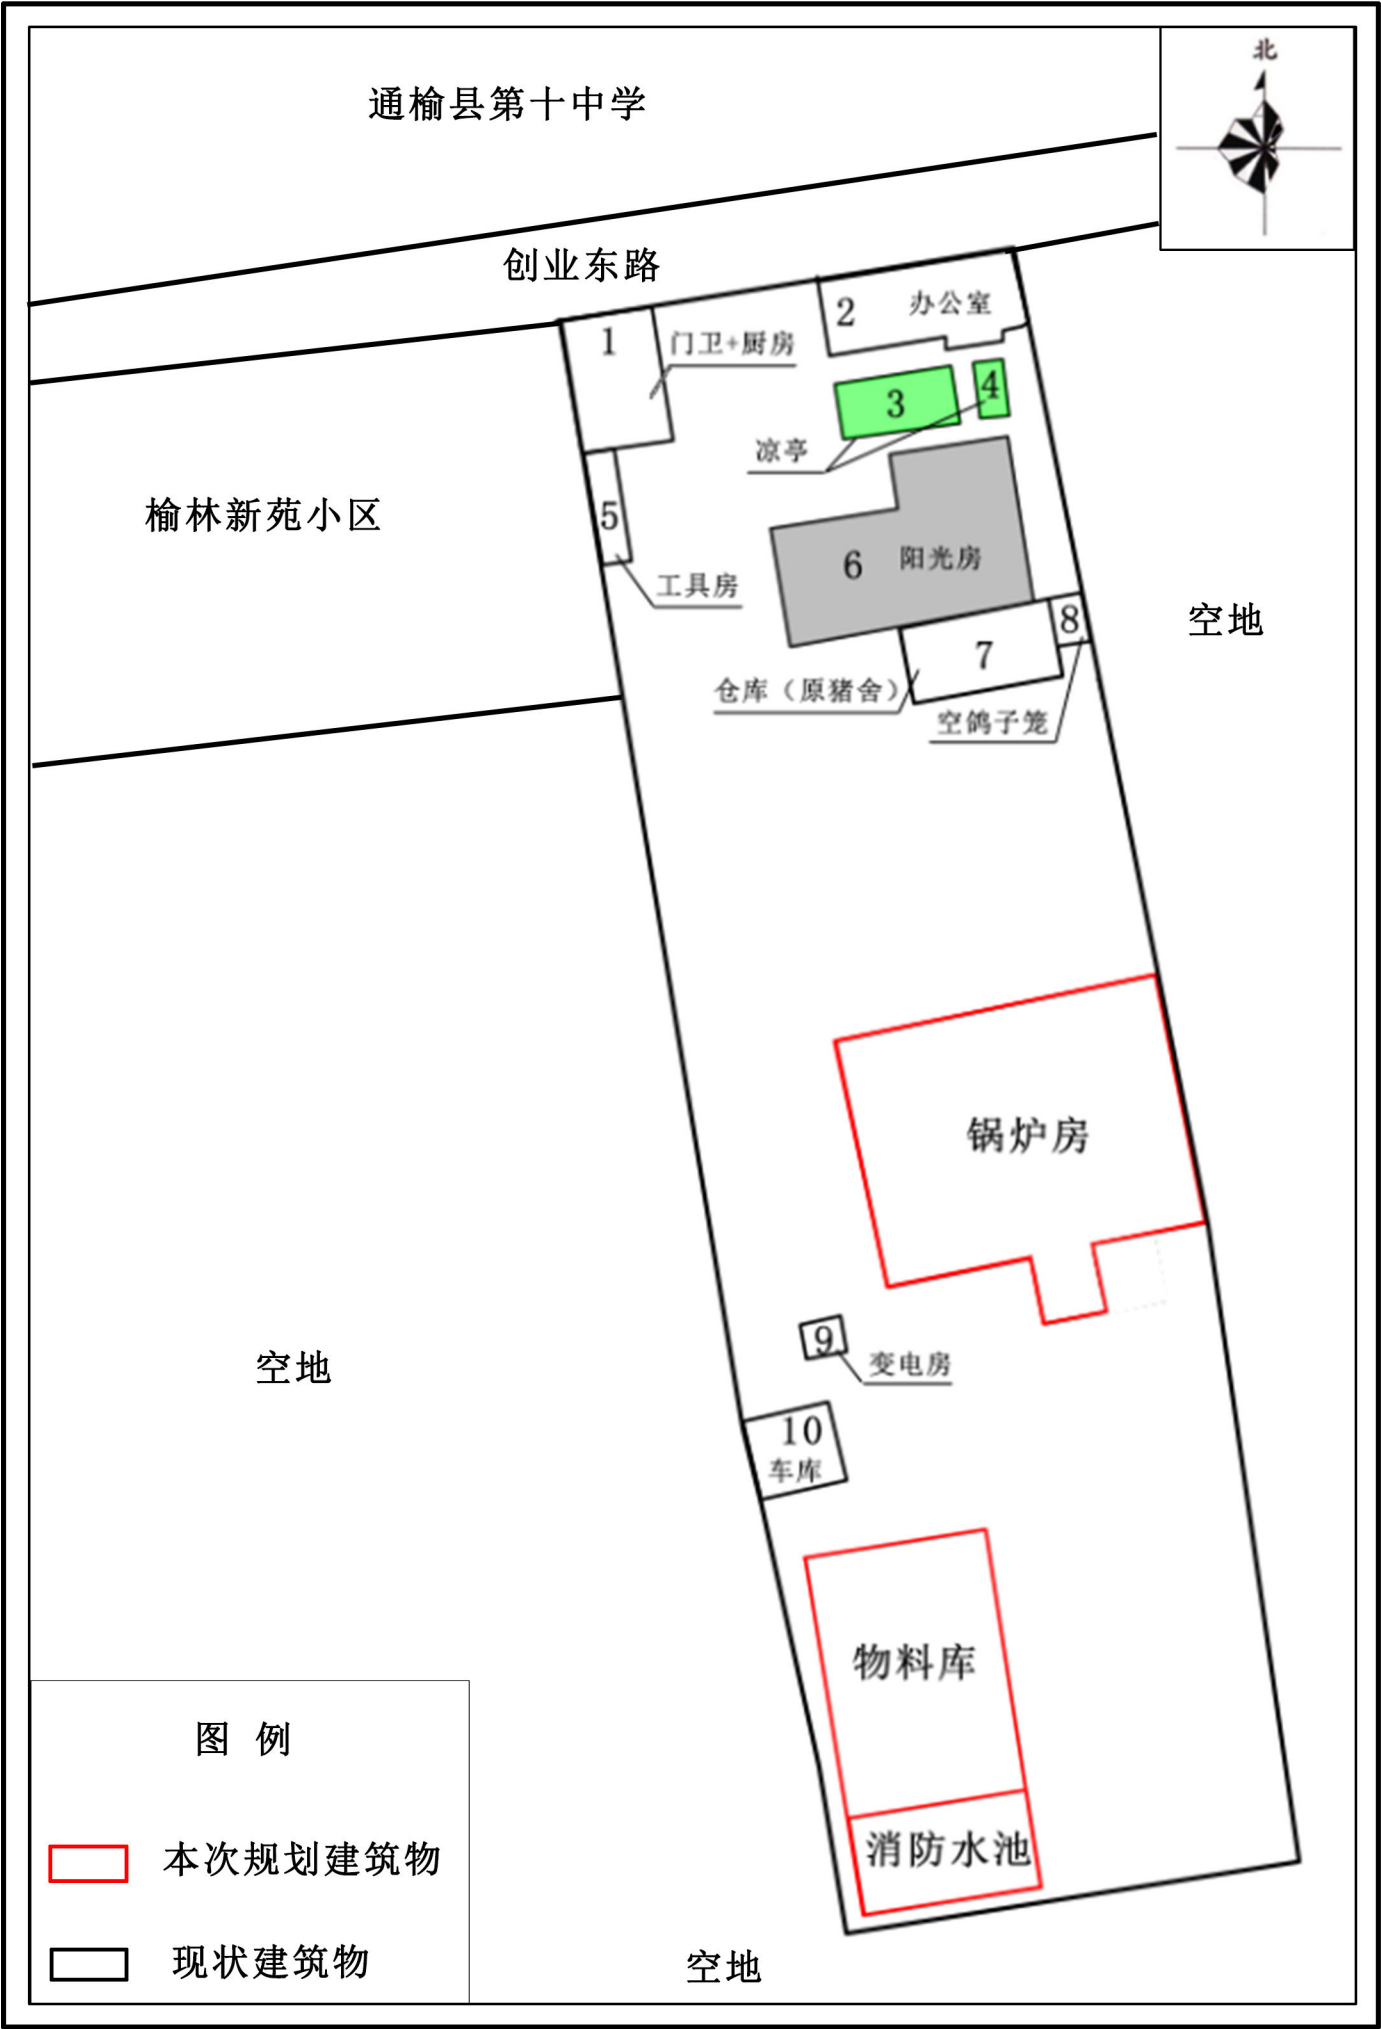 北
通榆县第十中学
创业东路
1
门卫+厨房
2
办公室
3
4
凉亭
榆林新苑小区
5
工具房
6
阳光房
空地
7
8
仓库（原猪舍）
空鸽子笼
锅炉房
9
变电房
空地
10
车库
物料库
消防水池
图 例
本次规划建筑物
现状建筑物
空地